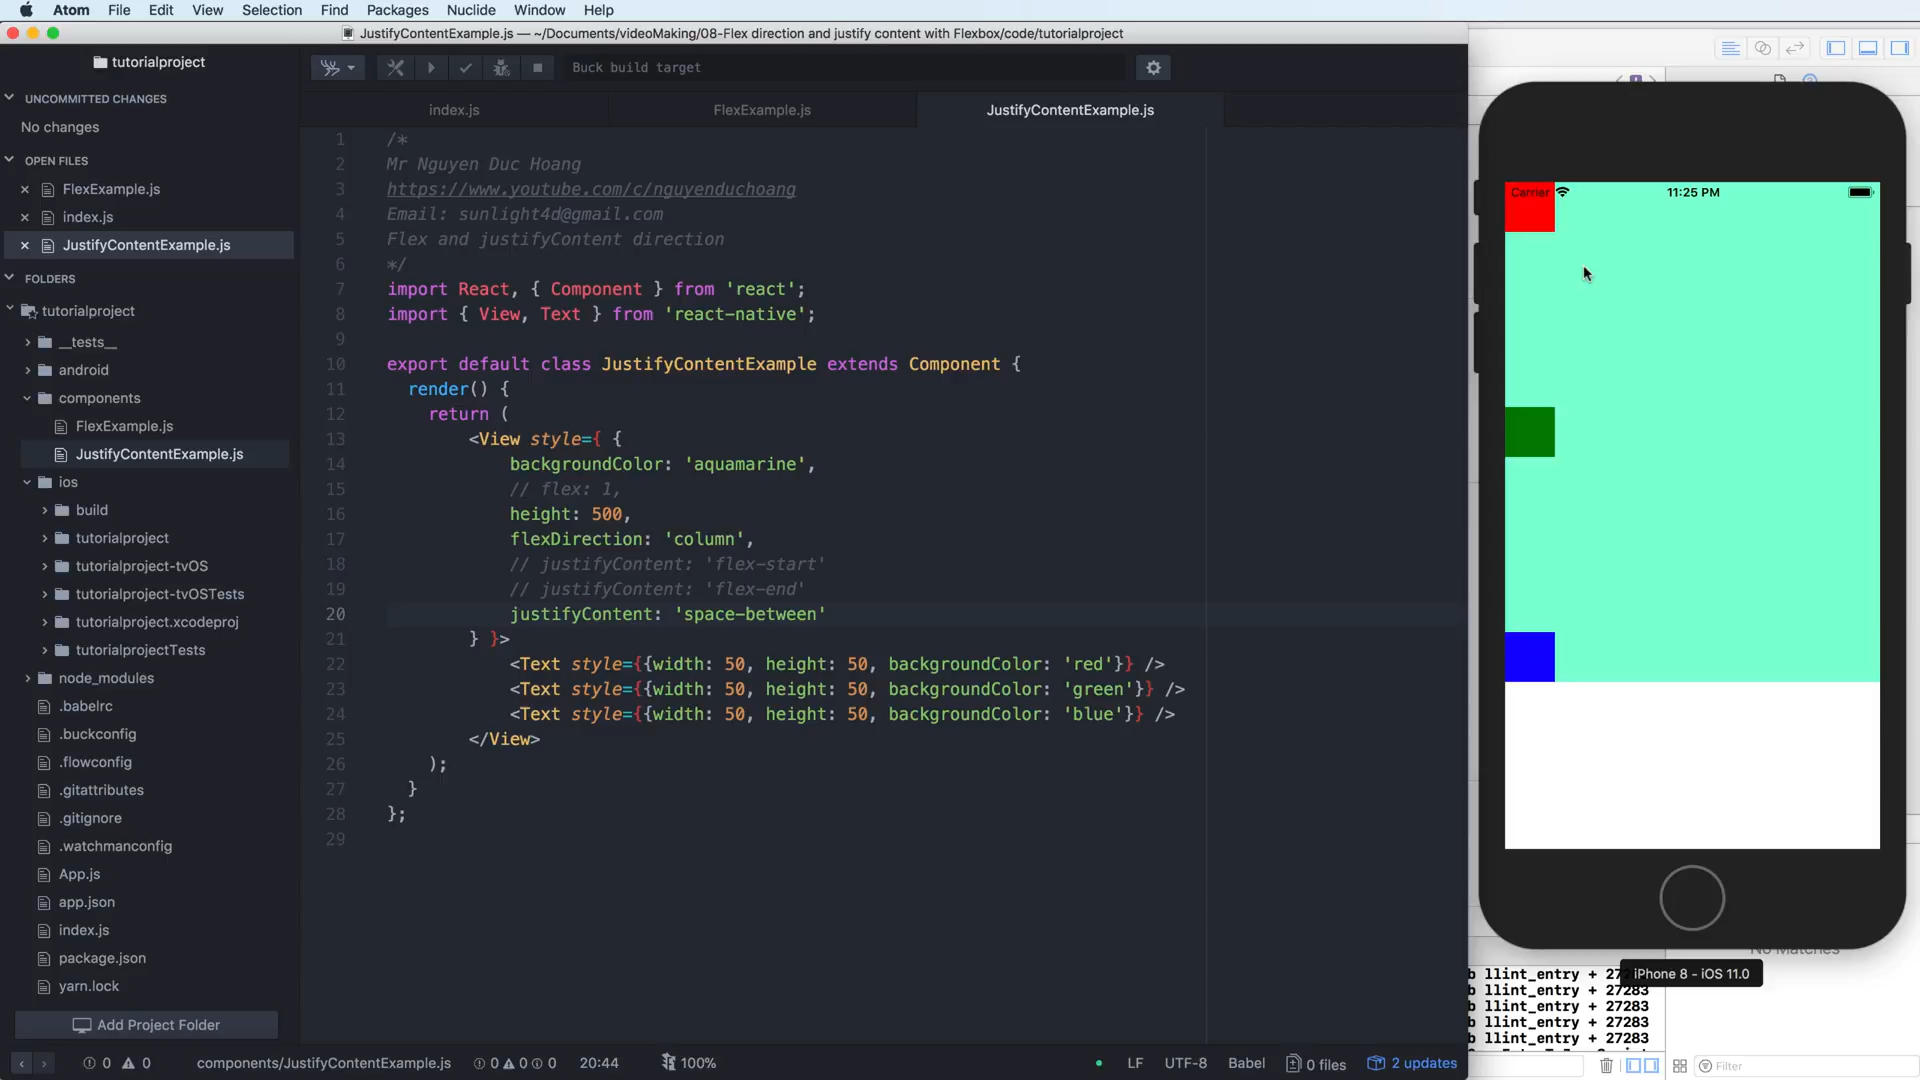 Atom File Edit View Selection Find Packages Nuclide Window Help
JustifyContentExample.js — ~/Documents/videoMaking/08-Flex direction and justify content with Flexbox/code/tutorialproject
tutorialproject
UNCOMMITTED CHANGES
No changes
OPEN FILES
FlexExample.js
index.js
JustifyContentExample.js
FOLDERS
tutorialproject
__tests__
android
components
FlexExample.js
JustifyContentExample.js
ios
build
tutorialproject
tutorialproject-tvOS
tutorialproject-tvOSTests
tutorialproject.xcodeproj
tutorialprojectTests
node_modules
.babelrc
.buckconfig
.flowconfig
.gitattributes
.gitignore
.watchmanconfig
App.js
app.json
index.js
package.json
yarn.lock
Add Project Folder
Buck build target
index.js FlexExample.js JustifyContentExample.js
1 /*
2 Mr Nguyen Duc Hoang
3 https://www.youtube.com/c/nguyenduchoang
4 Email: sunlight4d@gmail.com
5 Flex and justifyContent direction
6 */
7 import React, { Component } from 'react';
8 import { View, Text } from 'react-native';
9
10 export default class JustifyContentExample extends Component {
11 render() {
12 return (
13 <View style={ {
14 backgroundColor: 'aquamarine',
15 // flex: 1,
16 height: 500,
17 flexDirection: 'column',
18 // justifyContent: 'flex-start'
19 // justifyContent: 'flex-end'
20 justifyContent: 'space-between'
21 } }>
22 <Text style={{width: 50, height: 50, backgroundColor: 'red'}} />
23 <Text style={{width: 50, height: 50, backgroundColor: 'green'}} />
24 <Text style={{width: 50, height: 50, backgroundColor: 'blue'}} />
25 </View>
26 );
27 }
28 };
29
0 0 components/JustifyContentExample.js 0 0 0 20:44 100% LF UTF-8 Babel 0 files 2 updates
Carrier 11:25 PM
No Matches
iPhone 8 - iOS 11.0
b llint_entry + 27
b llint_entry + 27283
b llint_entry + 27283
b llint_entry + 27283
b llint_entry + 27283
Filter